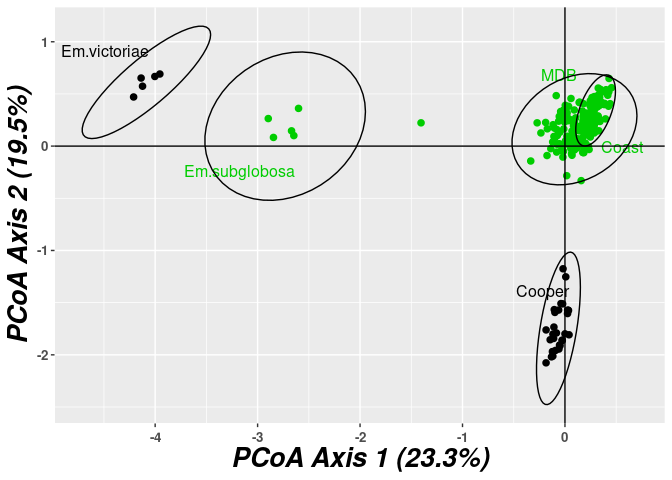 Em.victoriae
MDB
Coast
Em.subglobosa
Cooper
1
0
-1
-2
-4
-3
-2
-1
0
PCoA Axis 2 (19.5%)
PCoA Axis 1 (23.3%)